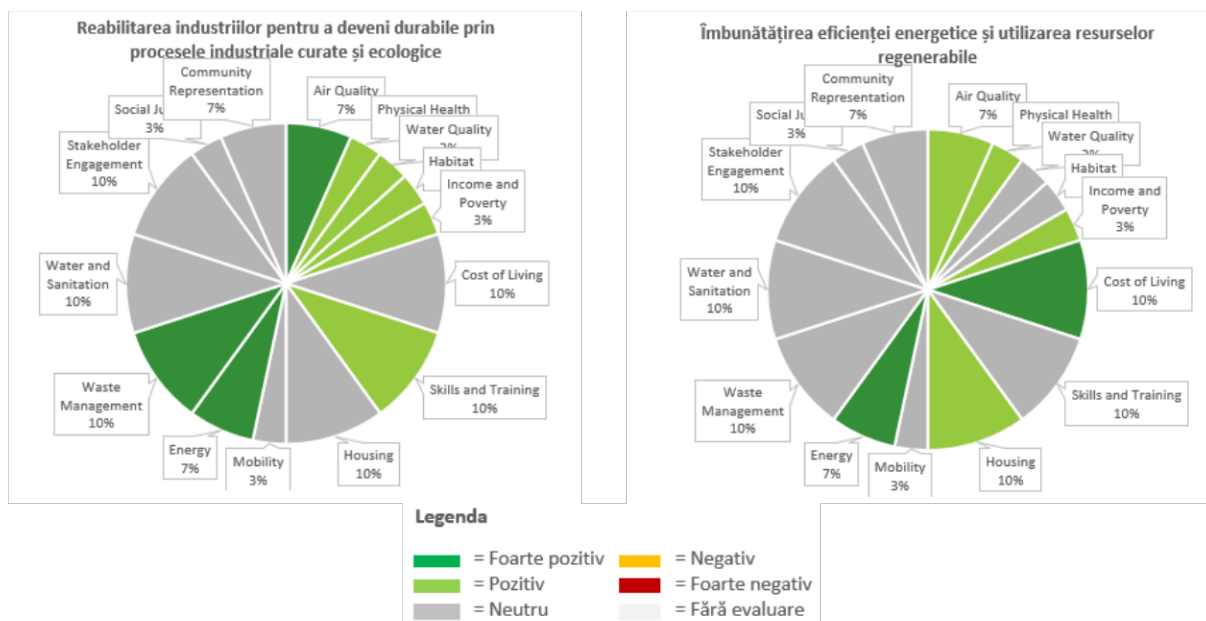 Reabilitarea industriilor pentru a deveni durabile prin
procesele industriale curate și ecologice
Community
Representation
7%
Air Quality
7%
Social
3%
Physical Health
Water Quality
Stakeholder
Engagement
10%
Habitat
Income and
Poverty
3%
Water and
Sanitation
10%
Cost of Living
10%
Waste
Management
10%
Skills and Training
10%
Energy
7%
Mobility
3%
Housing
10%
Îmbunătățirea eficienței energetice și utilizarea resurselor
regenerabile
Community
Representation
7%
Air Quality
7%
Social
3%
Physical Health
Water Quality
Stakeholder
Engagement
10%
Habitat
Income and
Poverty
3%
Water and
Sanitation
10%
Cost of Living
10%
Waste
Management
10%
Skills and Training
10%
Energy
7%
Mobility
3%
Housing
10%
Legenda
= Foarte pozitiv
= Negativ
= Pozitiv
= Foarte negativ
= Neutru
= Fără evaluare